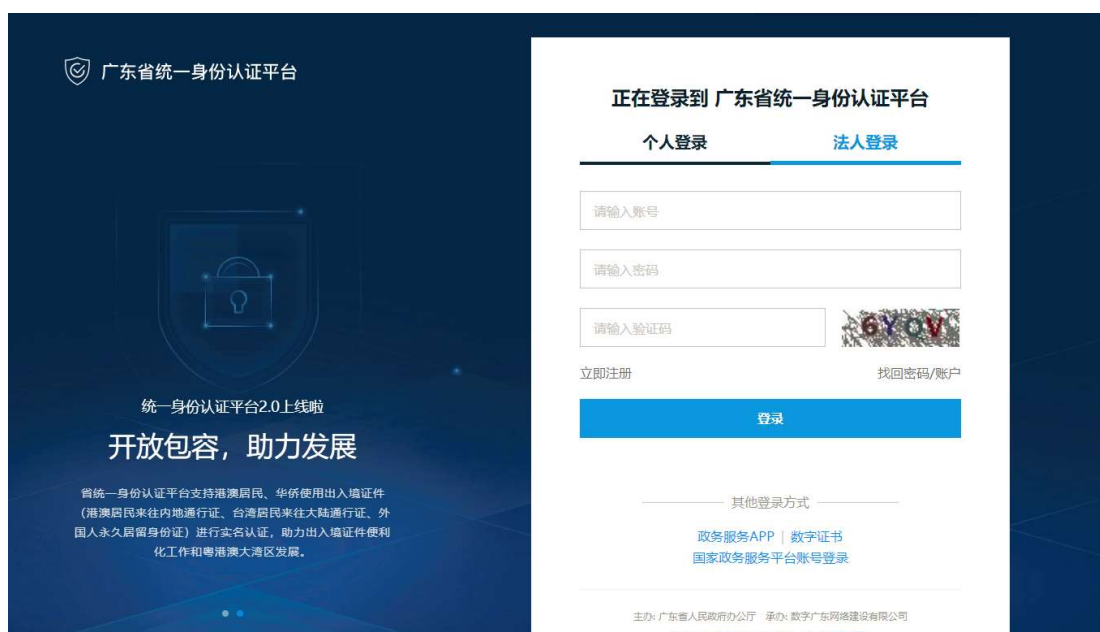 广东省统一身份认证平台
统一身份认证平台2.0上线啦
开放包容，助力发展
省统一身份认证平台支持港澳居民、华侨使用出入境证件
（港澳居民来往内地通行证、台湾居民来往大陆通行证、外
国人永久居留身份证）进行实名认证，助力出入境证件便利
化工作和粤港澳大湾区发展。
正在登录到 广东省统一身份认证平台
个人登录 法人登录
请输入账号
请输入密码
请输入验证码 6YOV
立即注册 找回密码/账户
登录
其他登录方式
政务服务APP | 数字证书
国家政务服务平台账号登录
主办: 广东省人民政府办公厅 承办: 数字广东网络建设有限公司